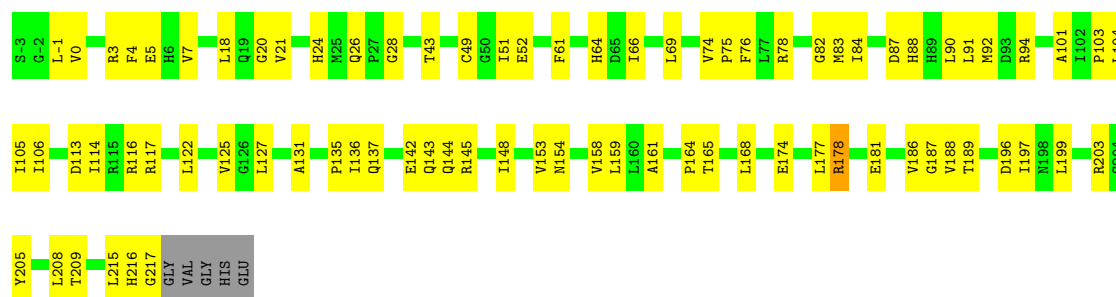 S-3 G-2 L-1 V0 R3 F4 E5 H6 V7 L18 Q19 G20 V21 H24 M25 Q26 P27 G28 T43 C49 G50 I51 E52 F61 H64 D65 I66 L69 V74 P75 F76 L77 R78 G82 M83 I84 D87 H88 H89 L90 L91 M92 D93 R94 A101 I102 P103 L104
I105 I106 D113 I114 R115 R116 R117 L122 V125 G126 L127 A131 P135 I136 Q137 E142 Q143 Q144 R145 I148 V153 N154 V158 L159 L160 A161 P164 T165 L168 E174 L177 R178 E181 V186 G187 V188 T189 D196 I197 N198 L199 R203
Y205 L208 T209 L215 H216 G217 GLY VAL GLY HIS GLU